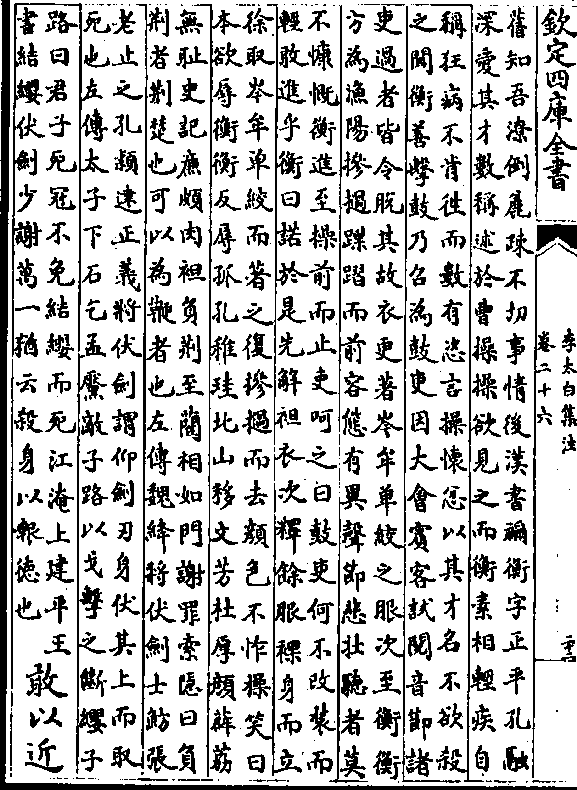 欽定四庫全書
李太白集注
卷二十六
舊知吾潦倒麤疎不切事情後漢書禰衡字正平孔融
深愛其才數稱述於曹操操欲見之而衡素相輕疾自
稱狂病不肯徃而數有恣言操懷忿以其才名不欲殺
之聞衡善擊鼓乃召為鼓吏因大會賓客試閱音節諸
吏過者皆令脫其故衣更著岑牟單絞之服次至衡衡
方為漁陽摻撾蹀躇而前容態有異聲節悲壯聽者莫
不慷慨衡進至操前而止吏呵之曰鼓吏何不改裝而
輕敢進乎衡曰諾於是先解衵衣次釋餘服裸身而立
徐取岑牟單絞而著之復摻撾而去顏色不怍操笑曰
本欲辱衡衡反辱孤孔稚珪北山移文芳杜厚顏薜荔
無耻史記廉頗肉袒負荆至藺相如門謝罪索隱曰負
荆者荆楚也可以為鞭者也左傳魏絳將伏劍士魴張
老止之孔潁達正義將伏劍謂仰劍刃身伏其上而取
死也左傳太子下石乞孟黶敵子路以戈擊之斷纓子
路曰君子死冠不免結纓而死江淹上建平王
書結纓伏劍少謝萬一猶云殺身以報德也
敢以近